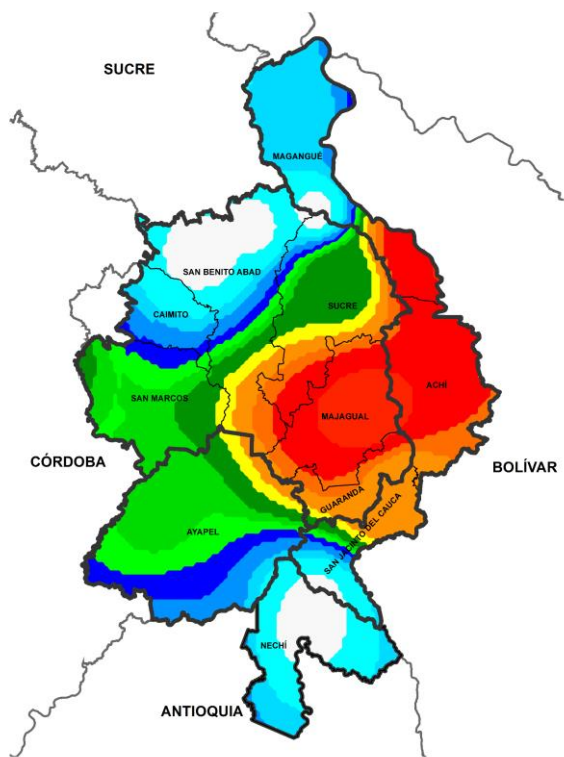 SUCRE
MAGANGUÉ
SAN BENITO ABAD
SUCRE
CAIMITO
ACHÍ
SAN MARCOS
MAJAGUAL
CÓRDOBA
BOLÍVAR
GUARANDA
SAN JACINTO DEL CAUCA
AYAPEL
NECHÍ
ANTIOQUIA